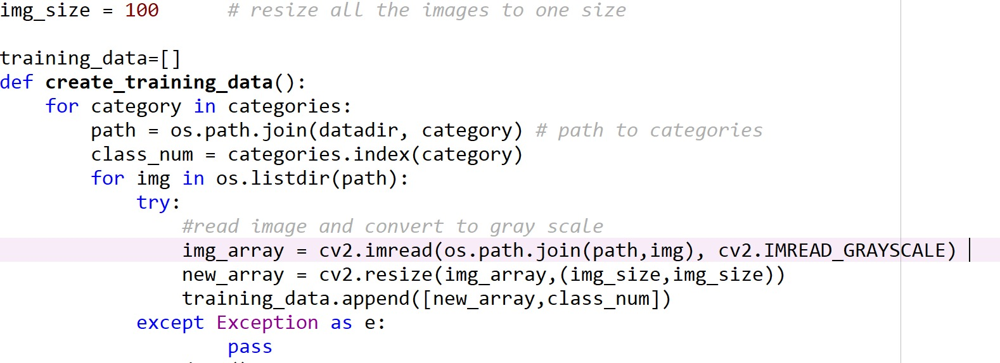 img_size = 100      # resize all the images to one size

training_data=[]
def create_training_data():
    for category in categories:
        path = os.path.join(datadir, category) # path to categories
        class_num = categories.index(category)
        for img in os.listdir(path):
            try:
                #read image and convert to gray scale
                img_array = cv2.imread(os.path.join(path,img), cv2.IMREAD_GRAYSCALE)
                new_array = cv2.resize(img_array,(img_size,img_size))
                training_data.append([new_array,class_num])
            except Exception as e:
                    pass